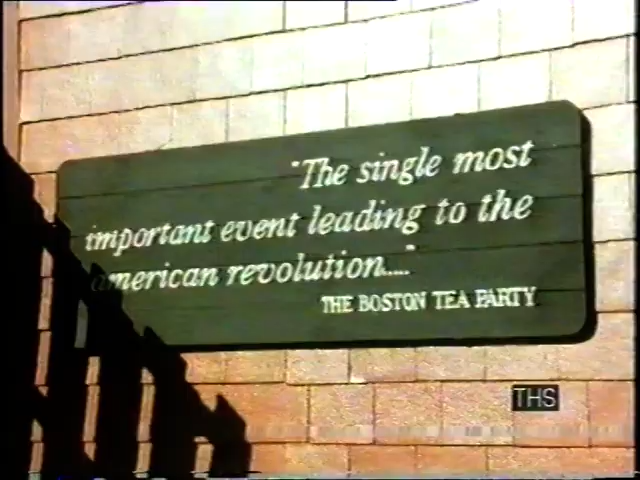 "The single most
important event leading to the
american revolution...."
THE BOSTON TEA PARTY
THS